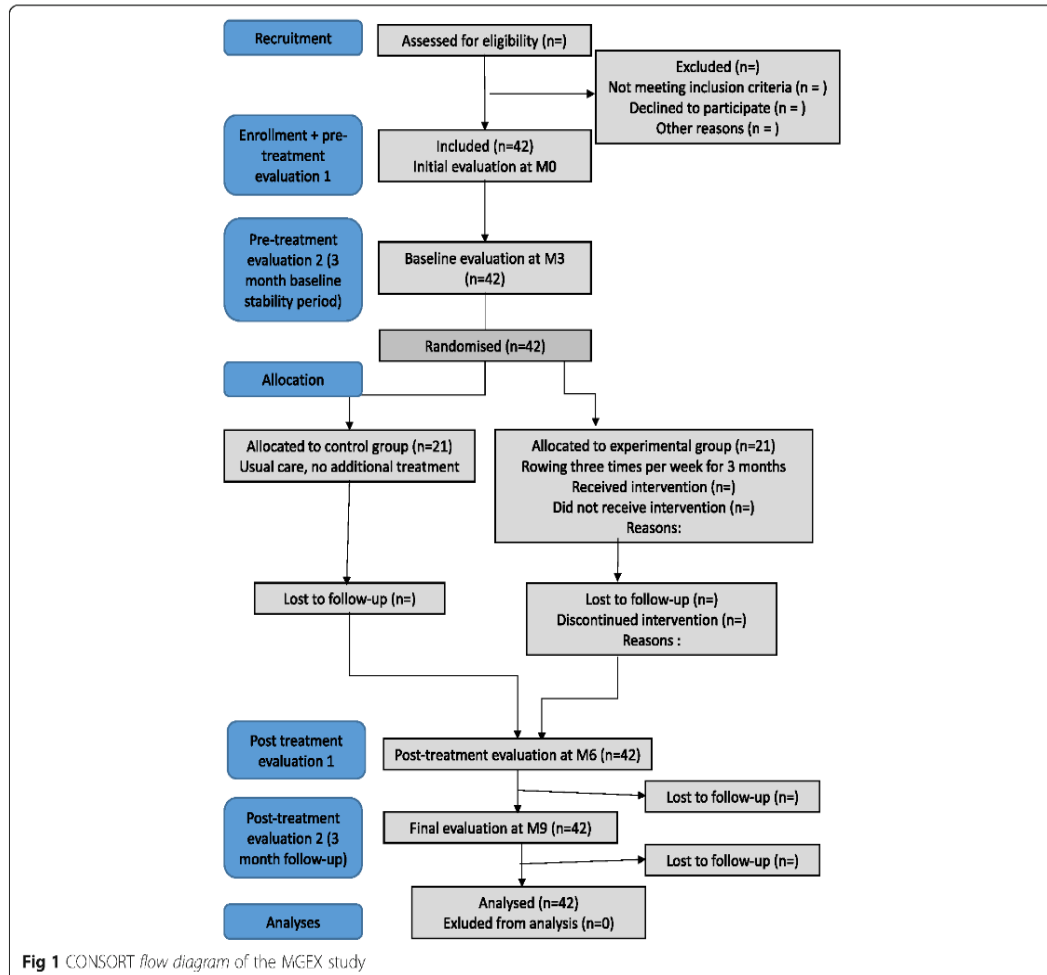 Recruitment
Assessed for eligibility (n=)
Excluded (n=)
Not meeting inclusion criteria (n = )
Declined to participate (n = )
Other reasons (n = )
Enrollment + pre-
treatment
evaluation 1
Included (n=42)
Initial evaluation at M0
Pre-treatment
evaluation 2 (3
month baseline
stability period)
Baseline evaluation at M3
(n=42)
Randomised (n=42)
Allocation
Allocated to control group (n=21)
Usual care, no additional treatment
Allocated to experimental group (n=21)
Rowing three times per week for 3 months
Received intervention (n=)
Did not receive intervention (n=)
Reasons:
Lost to follow-up (n=)
Lost to follow-up (n=)
Discontinued intervention (n=)
Reasons :
Post treatment
evaluation 1
Post-treatment evaluation at M6 (n=42)
Lost to follow-up (n=)
Post-treatment
evaluation 2 (3
month follow-up)
Final evaluation at M9 (n=42)
Lost to follow-up (n=)
Analyses
Analysed (n=42)
Exluded from analysis (n=0)
Fig 1 CONSORT flow diagram of the MGEX study